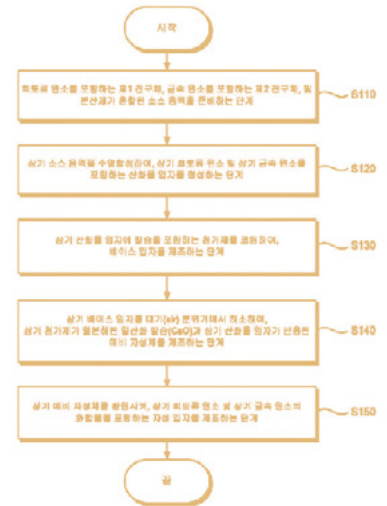 시작
희토류 원소를 포함하는 제1 전구체, 금속 원소를 포함하는 제2 전구체, 및
분산제가 혼합된 소스 용액을 준비하는 단계
S110
상기 소스 용액을 수열합성하여, 상기 희토류 원소 및 상기 금속 원소를
포함하는 산화물 입자를 형성하는 단계
S120
상기 산화물 입자에 칼슘을 포함하는 첨가제를 코팅하여,
베이스 입자를 제조하는 단계
S130
상기 베이스 입자를 대기(air) 분위기에서 하소하여,
상기 첨가제가 열분해된 일산화 칼슘(CaO)과 상기 산화물 입자가 반응된
예비 자성체를 제조하는 단계
S140
상기 예비 자성체를 환원시켜, 상기 희토류 원소 및 상기 금속 원소의
화합물을 포함하는 자성 입자를 제조하는 단계
S150
끝